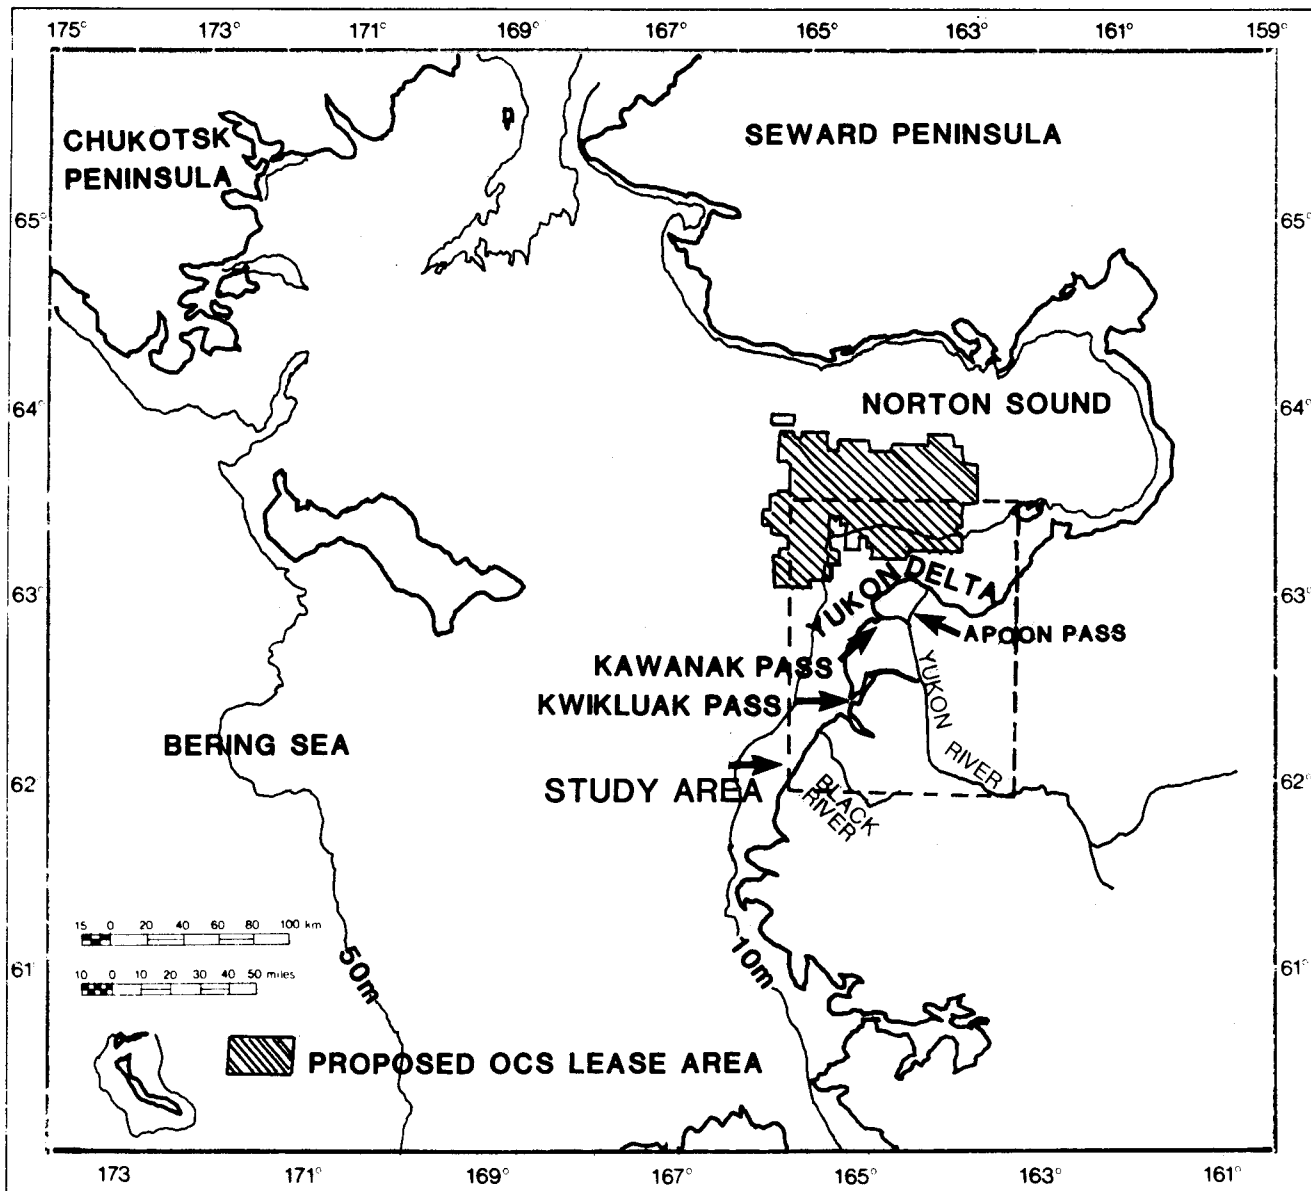 175° 173° 171° 169° 167° 165° 163° 161° 159°
CHUKOTSK
PENINSULA
SEWARD PENINSULA
65° 65°
64° 64°
NORTON SOUND
63° 63°
YUKON DELTA
APOON PASS
KAWANAK PASS
KWIKLUAK PASS
YUKON RIVER
BERING SEA
STUDY AREA
62° 62°
BLACK
RIVER
15 0 20 40 60 80 100 km
10 0 10 20 30 40 50 miles
61° 61°
50m
10m
PROPOSED OCS LEASE AREA
173 171° 169° 167° 165° 163° 161°